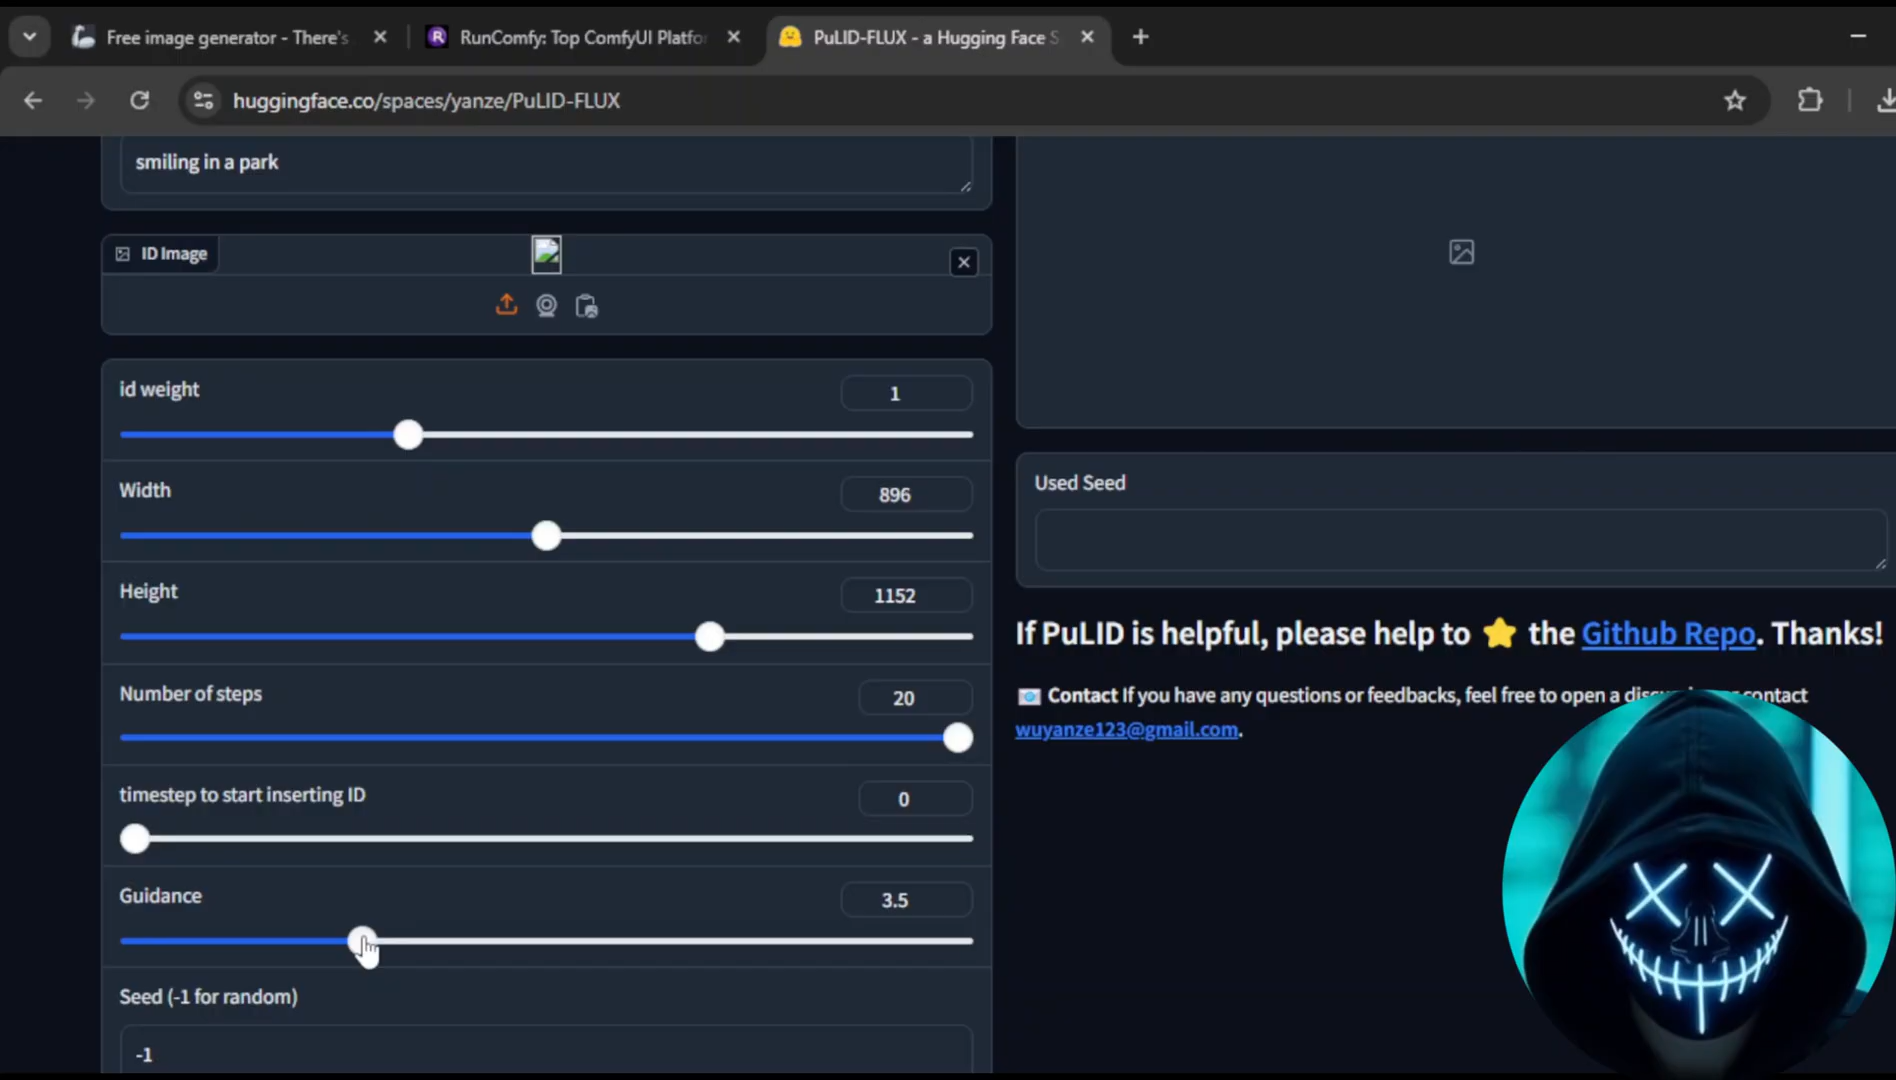 Free image generator - There's
RunComfy: Top ComfyUI Platfo
PuLID-FLUX - a Hugging Face S
huggingface.co/spaces/yanze/PuLID-FLUX
smiling in a park
ID Image
id weight
1
Width
896
Height
1152
Number of steps
20
timestep to start inserting ID
0
Guidance
3.5
Seed (-1 for random)
-1
Used Seed
If PuLID is helpful, please help to ⭐ the Github Repo. Thanks!
📧 Contact If you have any questions or feedbacks, feel free to open a contact
wuyanze123@gmail.com.